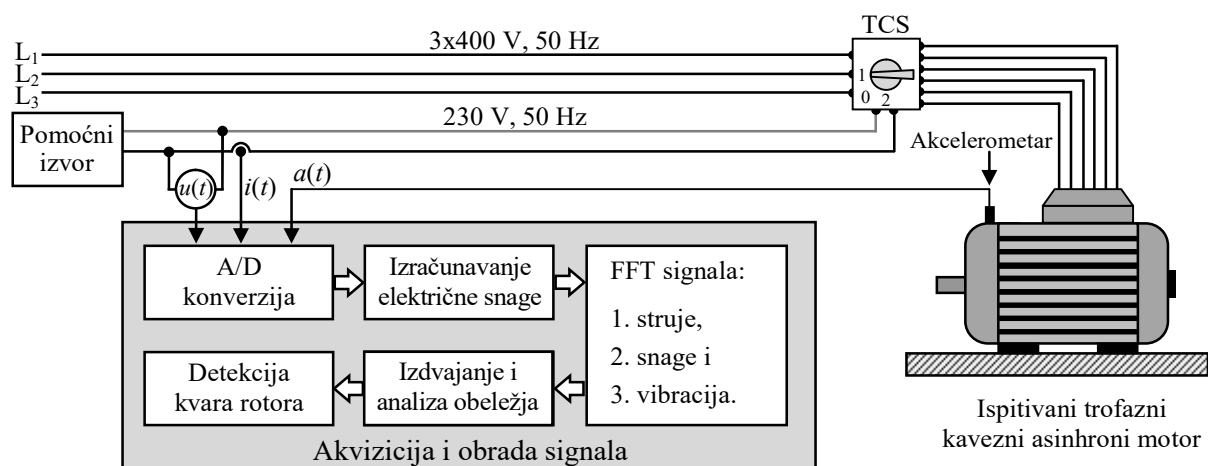 TCS
3x400 V, 50 Hz
L1
L2
L3
1
0
2
230 V, 50 Hz
Pomoćni
izvor
Akcelerometar
u(t)
i(t)
a(t)
A/D
konverzija
Izračunavanje
električne snage
FFT signala:
1. struje,
2. snage i
3. vibracija.
Detekcija
kvara rotora
Izdvajanje i
analiza obeležja
Akvizicija i obrada signala
Ispitivani trofazni
kavezni asinhroni motor